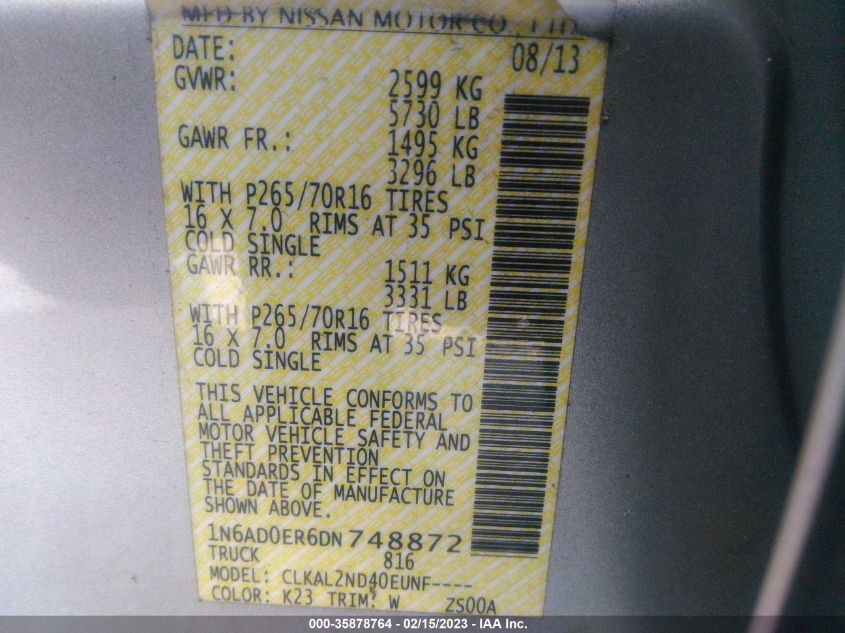 MFD BY NISSAN MOTOR CO., LTD.
DATE: 08/13
GVWR: 2599 KG
5730 LB
GAWR FR.: 1495 KG
3296 LB
WITH P265/70R16 TIRES
16 X 7.0 RIMS AT 35 PSI
COLD SINGLE
GAWR RR.: 1511 KG
3331 LB
WITH P265/70R16 TIRES
16 X 7.0 RIMS AT 35 PSI
COLD SINGLE
THIS VEHICLE CONFORMS TO
ALL APPLICABLE FEDERAL
MOTOR VEHICLE SAFETY AND
THEFT PREVENTION
STANDARDS IN EFFECT ON
THE DATE OF MANUFACTURE
SHOWN ABOVE.
1N6AD0ER6DN748872
TRUCK 816
MODEL: CLKAL2ND40EUNF----
COLOR: K23 TRIM: W ZS00A
000-35878764 - 02/15/2023 - IAA Inc.